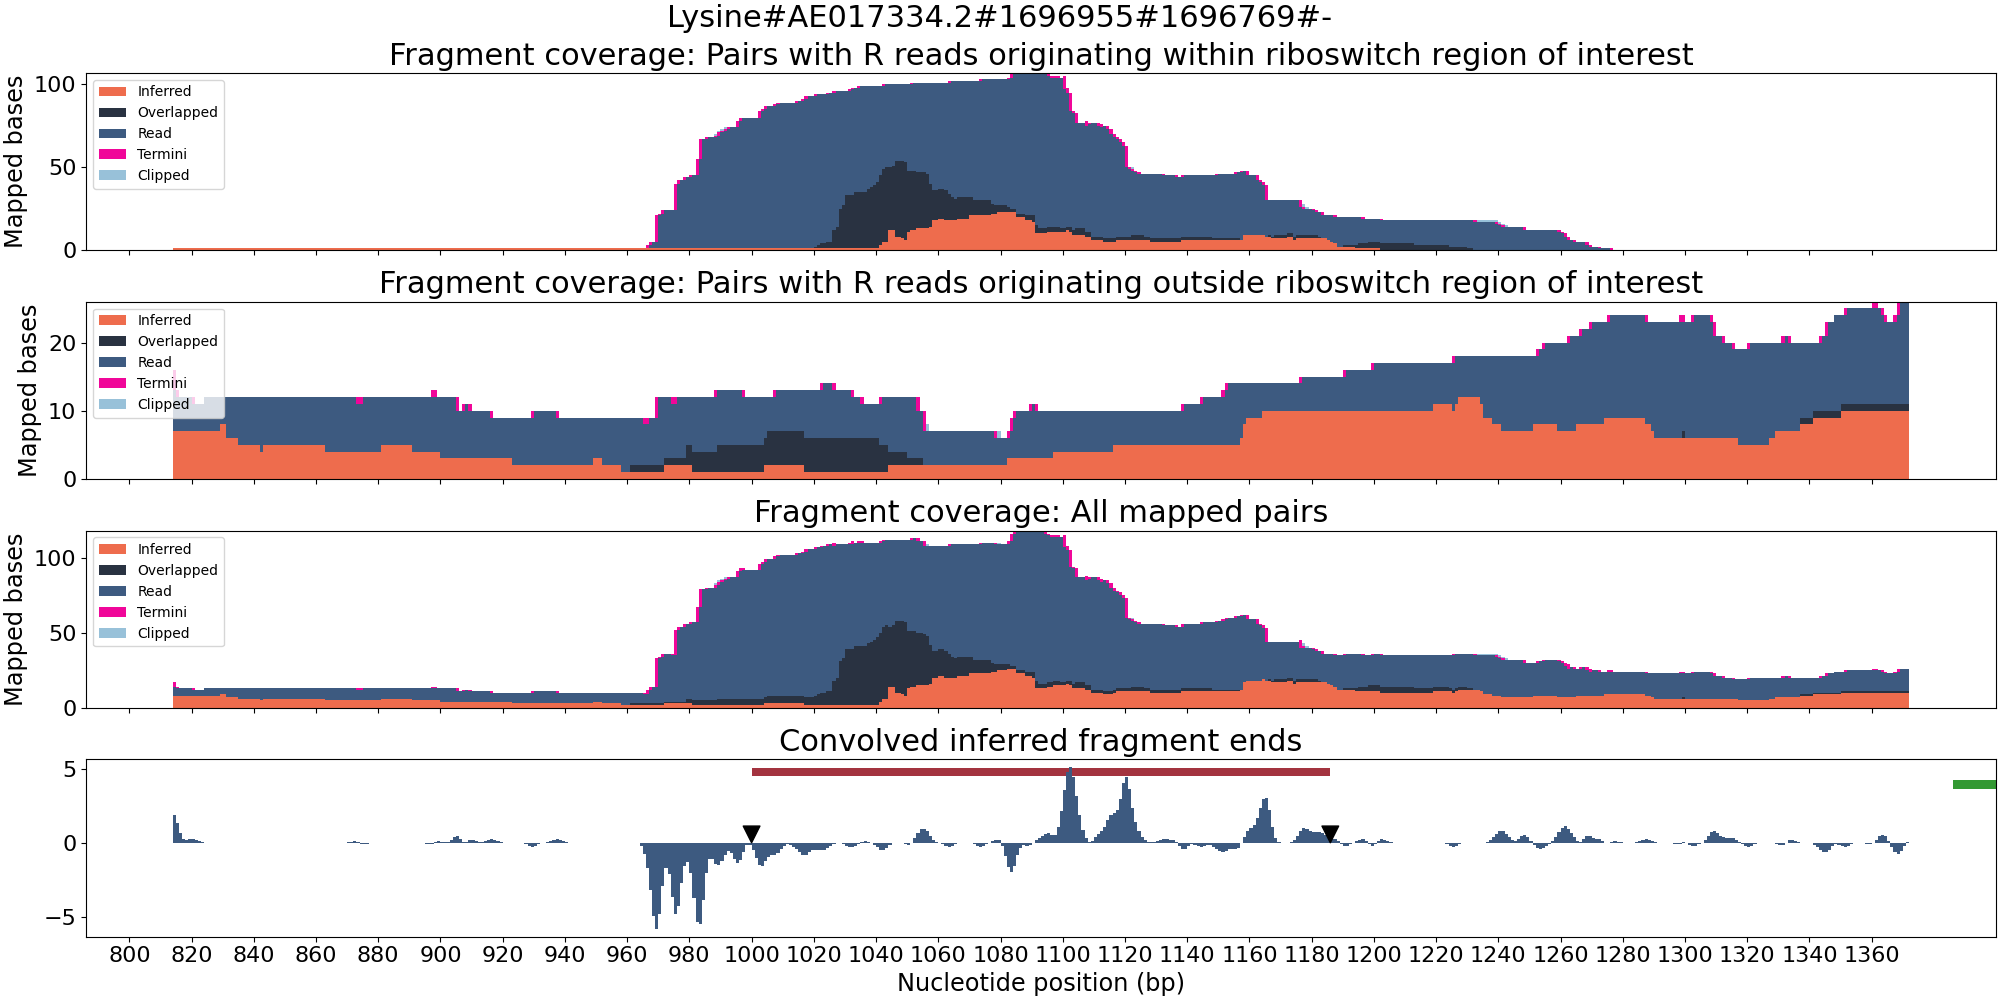 Lysine#AE017334.2#1696955#1696769#-
Fragment coverage: Pairs with R reads originating within riboswitch region of interest
Mapped bases
100
50
0
Inferred
Overlapped
Read
Termini
Clipped
Fragment coverage: Pairs with R reads originating outside riboswitch region of interest
Mapped bases
20
10
0
Inferred
Overlapped
Read
Termini
Clipped
Fragment coverage: All mapped pairs
Mapped bases
100
50
0
Inferred
Overlapped
Read
Termini
Clipped
Convolved inferred fragment ends
5
0
−5
800 820 840 860 880 900 920 940 960 980 1000 1020 1040 1060 1080 1100 1120 1140 1160 1180 1200 1220 1240 1260 1280 1300 1320 1340 1360
Nucleotide position (bp)